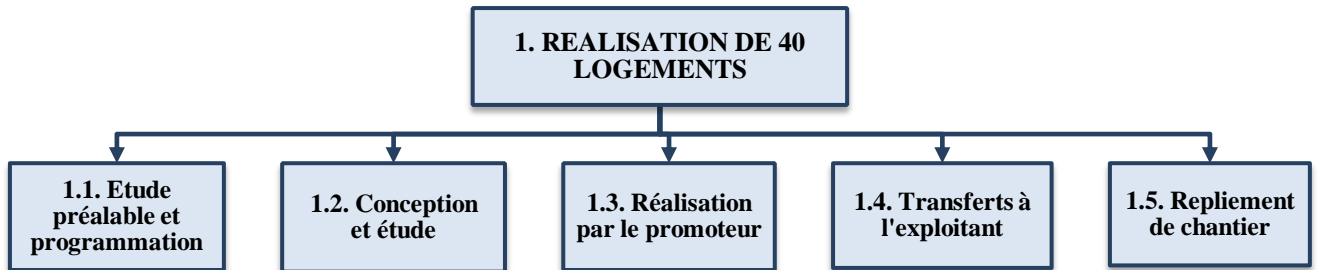 1. REALISATION DE 40
LOGEMENTS
1.1. Etude
préalable et
programmation
1.2. Conception
et étude
1.3. Réalisation
par le promoteur
1.4. Transferts à
l'exploitant
1.5. Repliement
de chantier